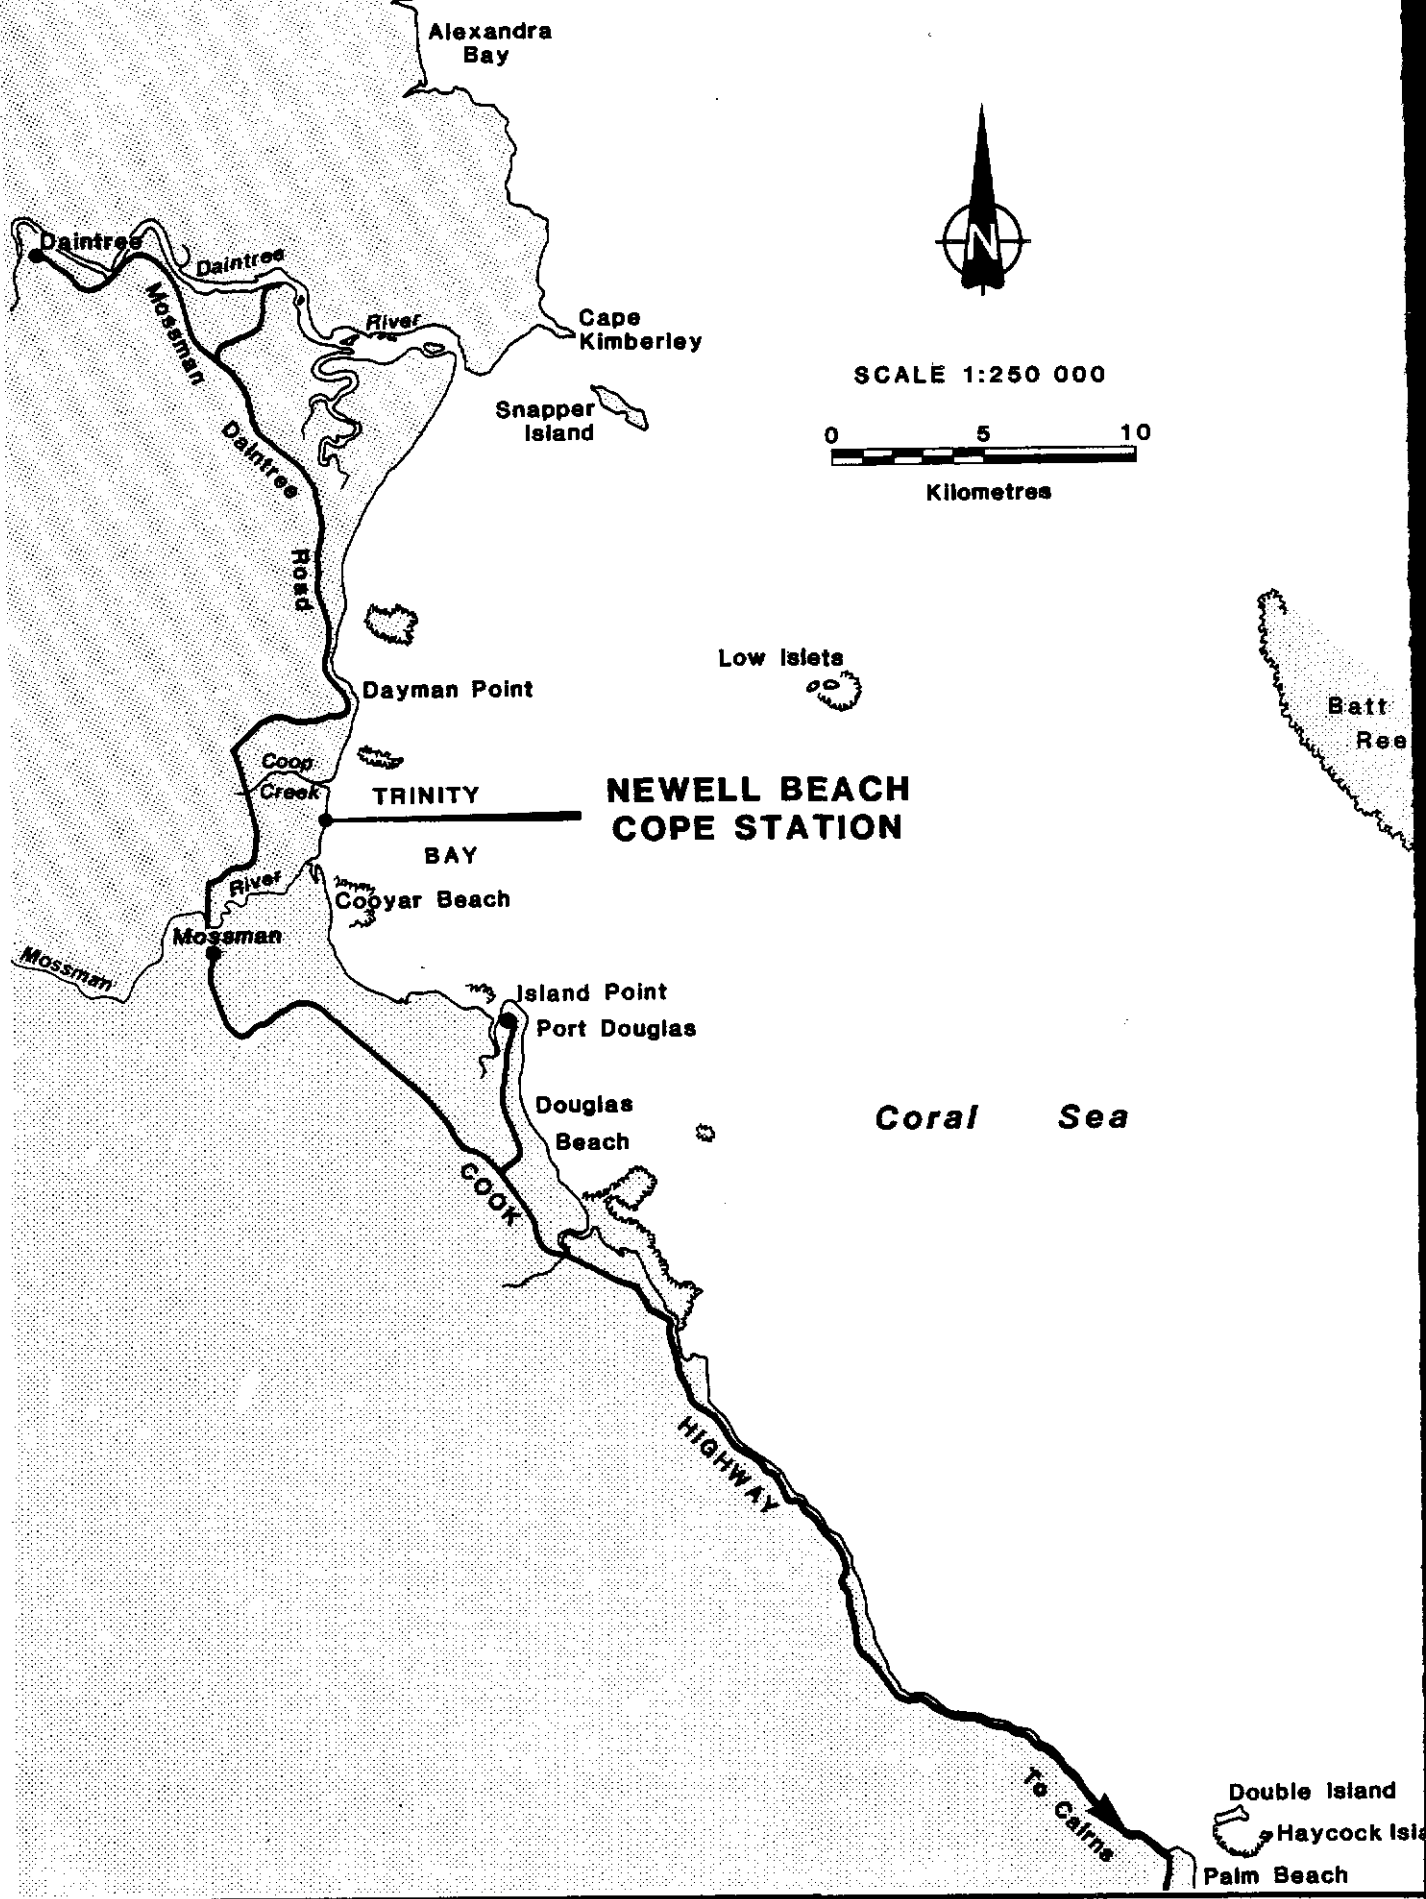 Alexandra
Bay
Daintree
Daintree
River
Mossman
Daintree
Road
Cape
Kimberley
Snapper
Island
N
SCALE 1:250 000
0 5 10
Kilometres
Low Islets
Batt
Ree
Dayman Point
Coop
Creek
TRINITY
BAY
NEWELL BEACH
COPE STATION
River
Cooyar Beach
Mossman
Mossman
Island Point
Port Douglas
Douglas
Beach
Coral Sea
COOK
HIGHWAY
To Cairns
Double Island
Haycock Isla
Palm Beach